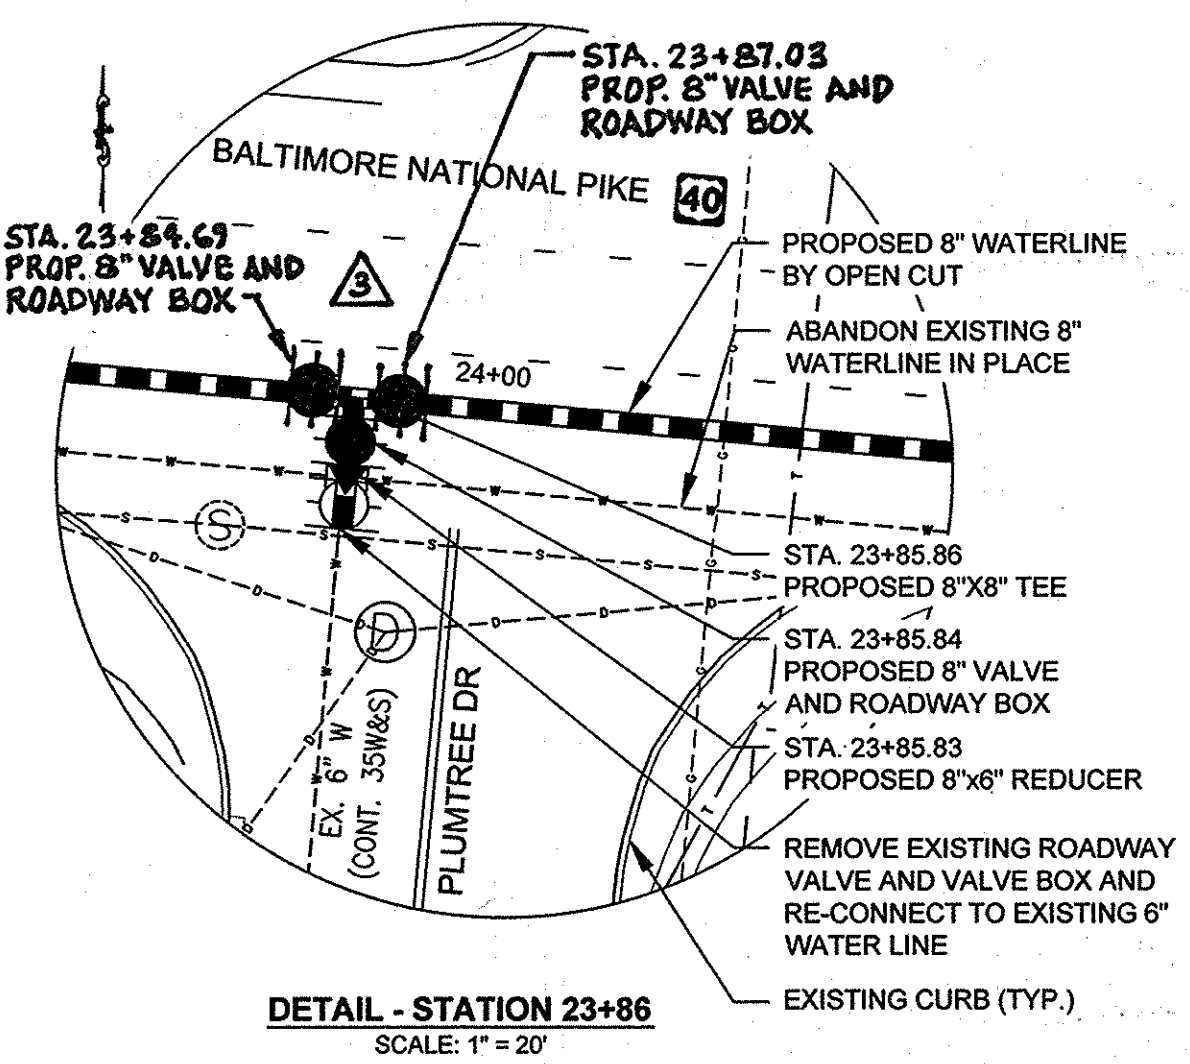 STA. 23+87.03
PROP. 8" VALVE AND
ROADWAY BOX
BALTIMORE NATIONAL PIKE 40
STA. 23+84.69
PROP. 8" VALVE AND
ROADWAY BOX
3
24+00
PROPOSED 8" WATERLINE
BY OPEN CUT
ABANDON EXISTING 8"
WATERLINE IN PLACE
STA. 23+85.86
PROPOSED 8"X8" TEE
STA. 23+85.84
PROPOSED 8" VALVE
AND ROADWAY BOX
STA. 23+85.83
PROPOSED 8"x6" REDUCER
REMOVE EXISTING ROADWAY
VALVE AND VALVE BOX AND
RE-CONNECT TO EXISTING 6"
WATER LINE
EXISTING CURB (TYP.)
S
D
EX. 6" W
(CONT. 35W&S)
PLUMTREE DR
DETAIL - STATION 23+86
SCALE: 1" = 20'